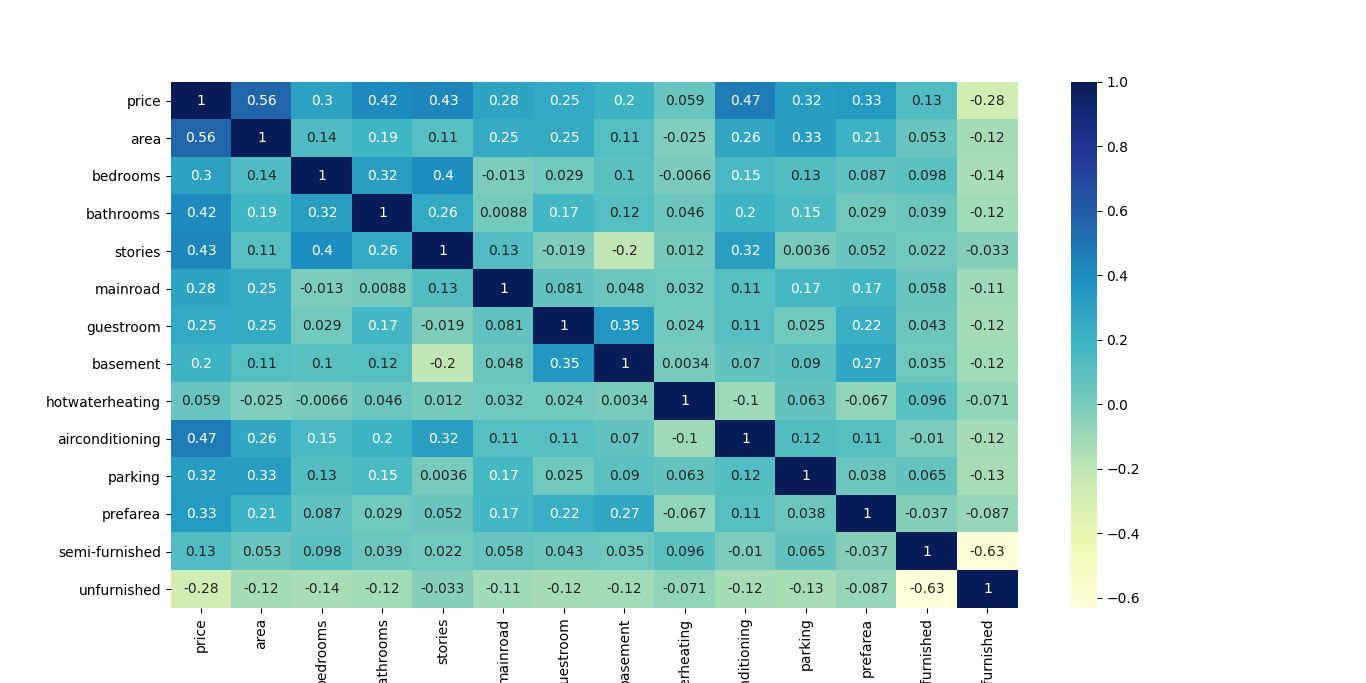 price 1 0.56 0.3 0.42 0.43 0.28 0.25 0.2 0.059 0.47 0.32 0.33 0.13 -0.28
area 0.56 1 0.14 0.19 0.11 0.25 0.25 0.11 -0.025 0.26 0.33 0.21 0.053 -0.12
bedrooms 0.3 0.14 1 0.32 0.4 -0.013 0.029 0.1 -0.0066 0.15 0.13 0.087 0.098 -0.14
bathrooms 0.42 0.19 0.32 1 0.26 0.0088 0.17 0.12 0.046 0.2 0.15 0.029 0.039 -0.12
stories 0.43 0.11 0.4 0.26 1 0.13 -0.019 -0.2 0.012 0.32 0.0036 0.052 0.022 -0.033
mainroad 0.28 0.25 -0.013 0.0088 0.13 1 0.081 0.048 0.032 0.11 0.17 0.17 0.058 -0.11
guestroom 0.25 0.25 0.029 0.17 -0.019 0.081 1 0.35 0.024 0.11 0.025 0.22 0.043 -0.12
basement 0.2 0.11 0.1 0.12 -0.2 0.048 0.35 1 0.0034 0.07 0.09 0.27 0.035 -0.12
hotwaterheating 0.059 -0.025 -0.0066 0.046 0.012 0.032 0.024 0.0034 1 -0.1 0.063 -0.067 0.096 -0.071
airconditioning 0.47 0.26 0.15 0.2 0.32 0.11 0.11 0.07 -0.1 1 0.12 0.11 -0.01 -0.12
parking 0.32 0.33 0.13 0.15 0.0036 0.17 0.025 0.09 0.063 0.12 1 0.038 0.065 -0.13
prefarea 0.33 0.21 0.087 0.029 0.052 0.17 0.22 0.27 -0.067 0.11 0.038 1 -0.037 -0.087
semi-furnished 0.13 0.053 0.098 0.039 0.022 0.058 0.043 0.035 0.096 -0.01 0.065 -0.037 1 -0.63
unfurnished -0.28 -0.12 -0.14 -0.12 -0.033 -0.11 -0.12 -0.12 -0.071 -0.12 -0.13 -0.087 -0.63 1
price
area
bedrooms
athrooms
stories
mainroad
uestroom
basement
erheating
nditioning
parking
prefarea
furnished
furnished
1.0
0.8
0.6
0.4
0.2
0.0
−0.2
−0.4
−0.6